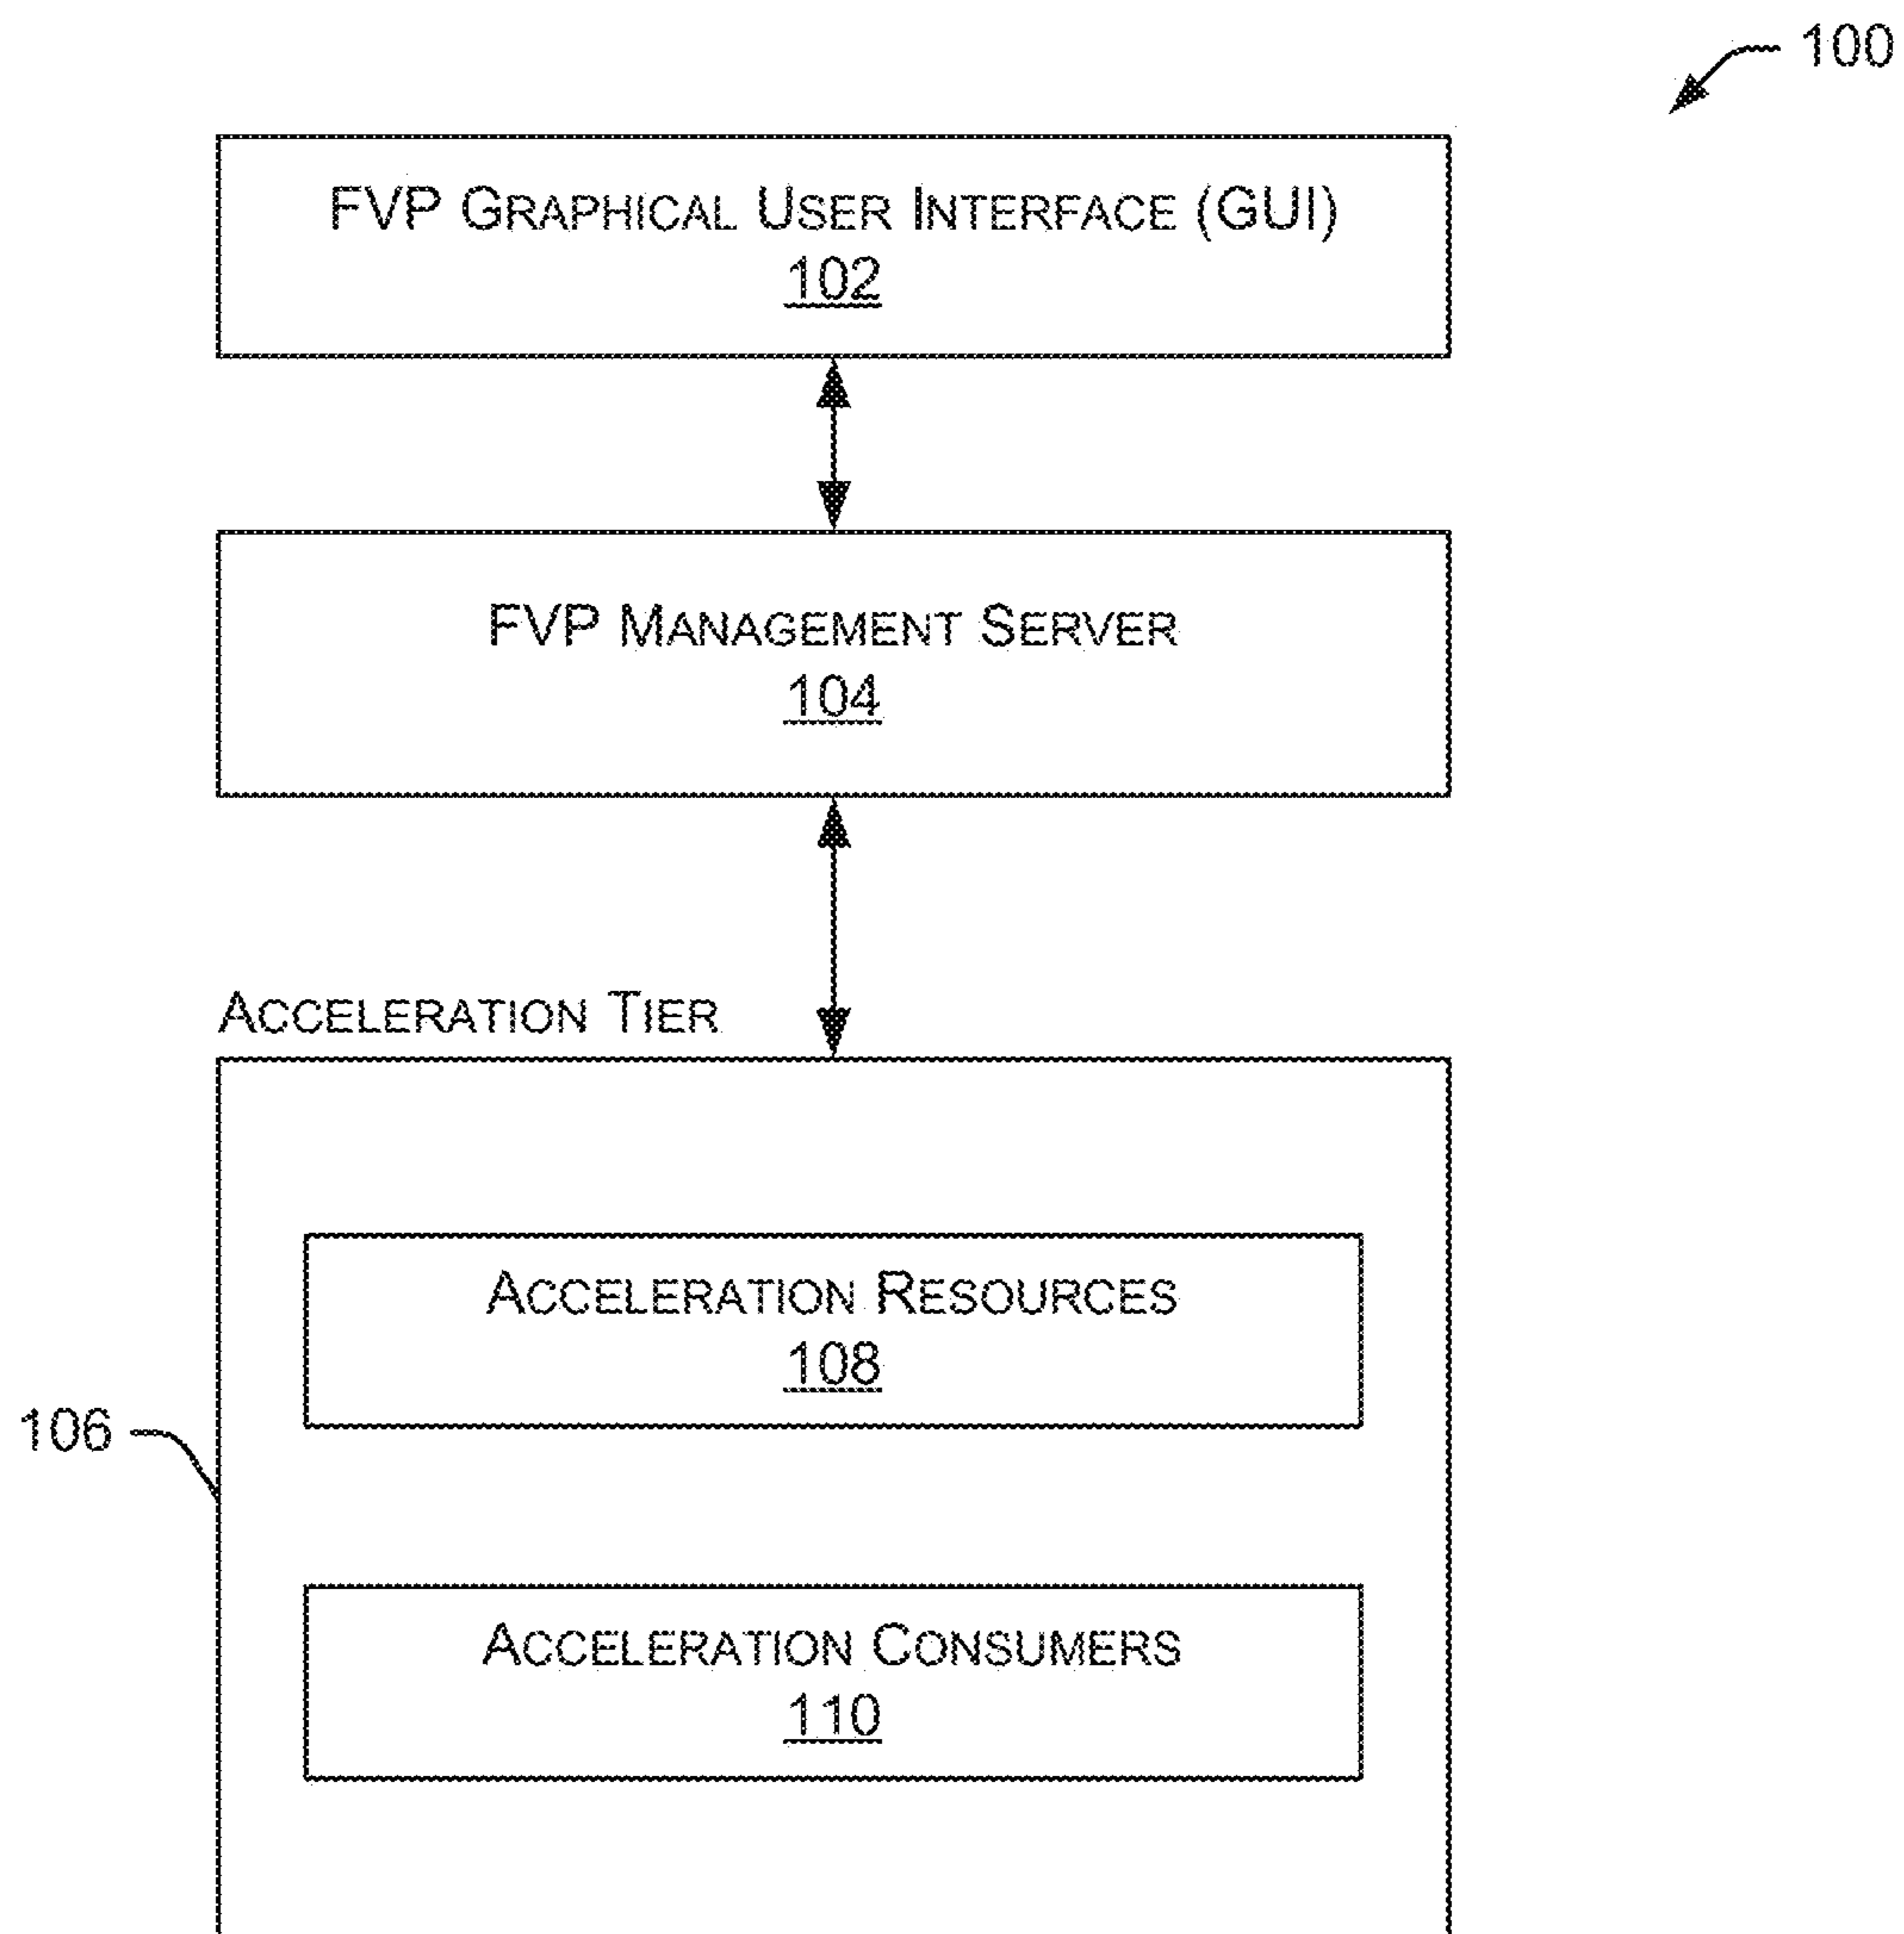 100
FVP GRAPHICAL USER INTERFACE (GUI)
102
FVP MANAGEMENT SERVER
104
ACCELERATION TIER
ACCELERATION RESOURCES
108
106
ACCELERATION CONSUMERS
110